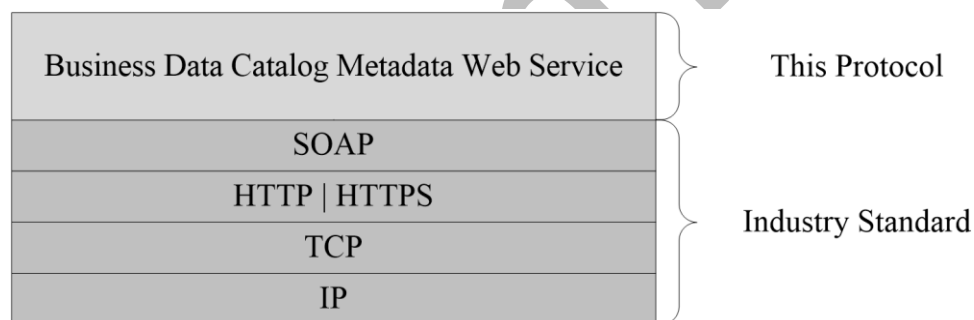 Business Data Catalog Metadata Web Service
This Protocol
SOAP
HTTP | HTTPS
TCP
IP
Industry Standard